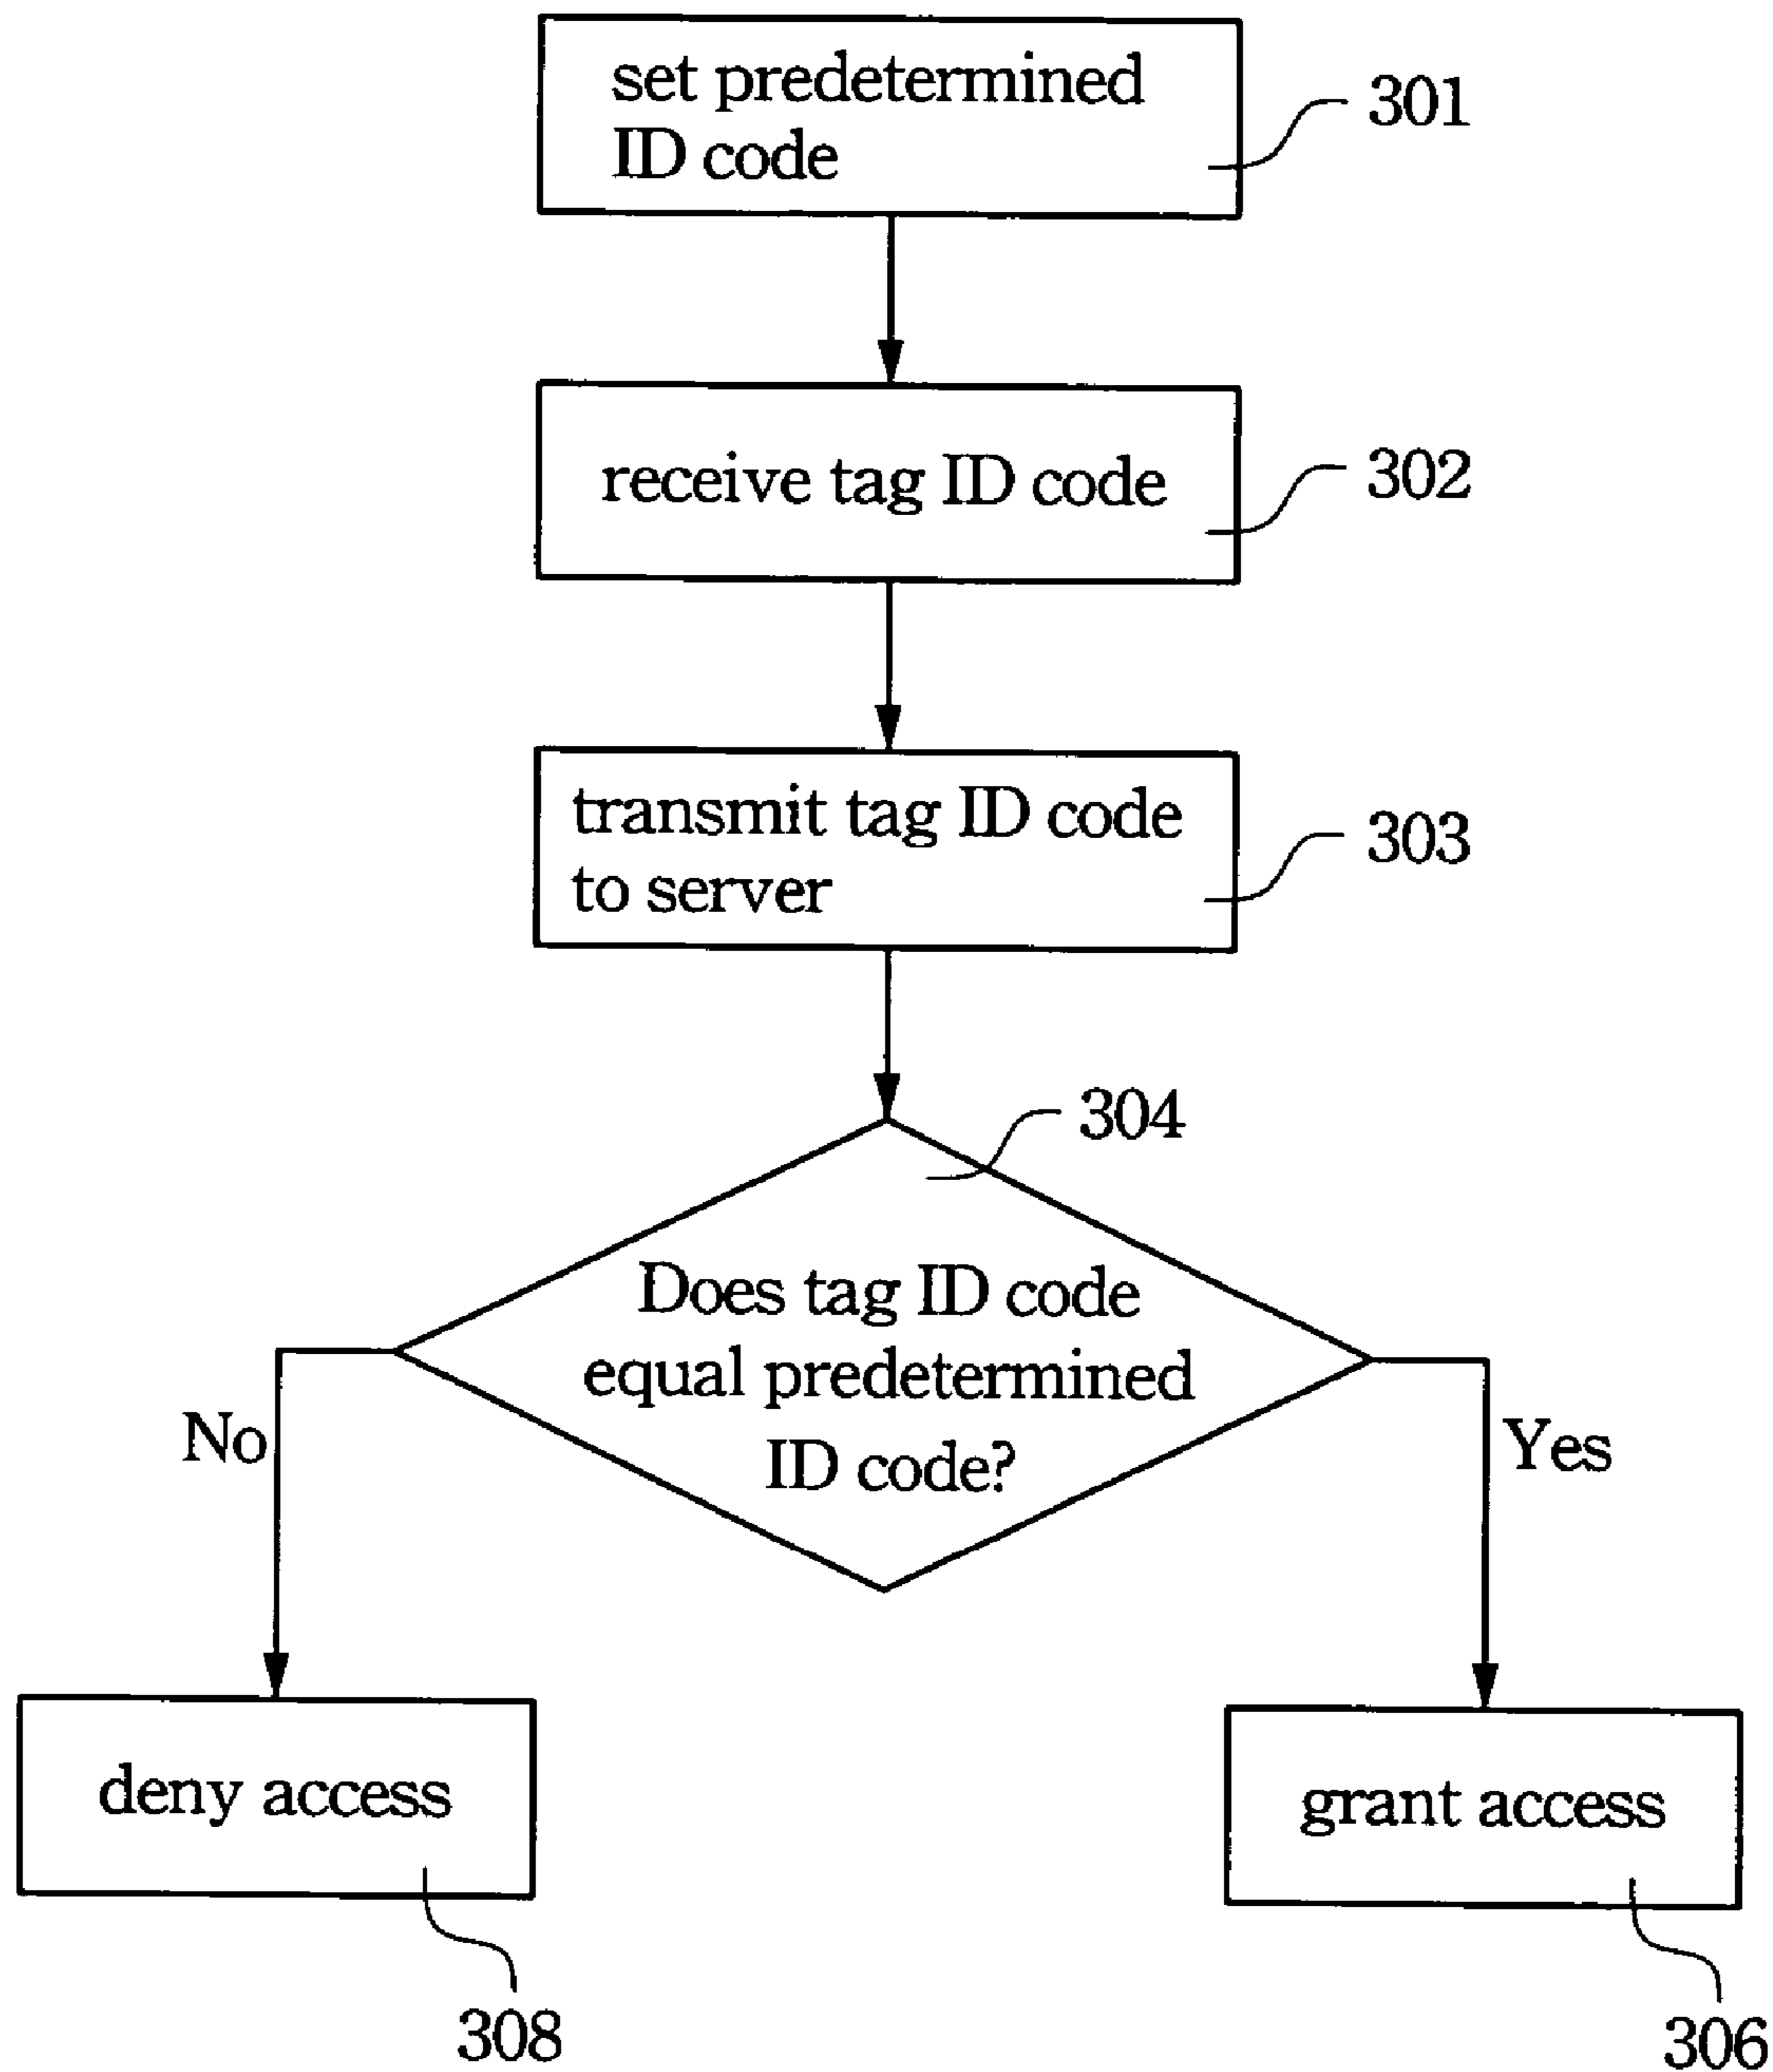 set predetermined
ID code
301
receive tag ID code
302
transmit tag ID code
to server
303
304
Does tag ID code
equal predetermined
ID code?
No
Yes
deny access
grant access
308
306